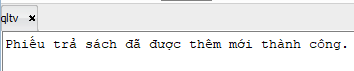 qltv
Phiếu trả sách đã được thêm mới thành công.